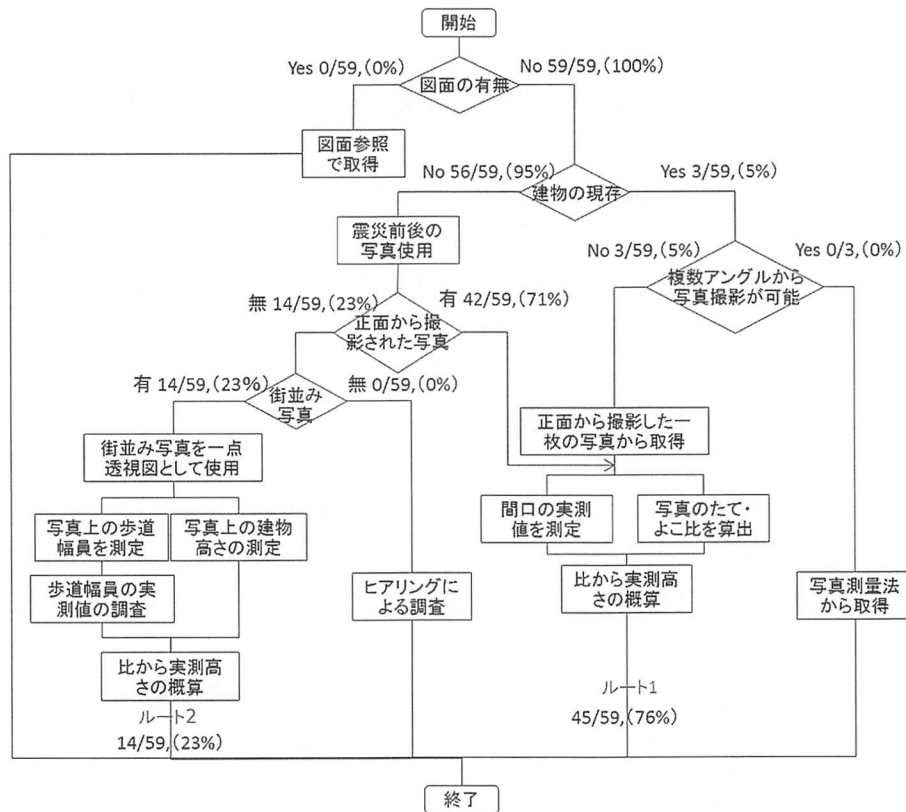 開始
Yes 0/59,(0%)
No 59/59,(100%)
図面の有無
図面参照
で取得
No 56/59,(95%)
Yes 3/59,(5%)
建物の現存
震災前後の
写真使用
No 3/59,(5%)
Yes 0/3,(0%)
複数アングルから
写真撮影が可能
無 14/59,(23%)
有 42/59,(71%)
正面から撮
影された写真
有 14/59,(23%)
無 0/59,(0%)
街並み
写真
正面から撮影した一
枚の写真から取得
街並み写真を一点
透視図として使用
写真上の歩道
幅員を測定
写真上の建物
高さの測定
間口の実測
値を測定
写真のたて・
よこ比を算出
歩道幅員の実
測値の調査
ヒアリングに
よる調査
比から実測高
さの概算
写真測量法
から取得
比から実測高
さの概算
ルート2
14/59,(23%)
ルート1
45/59,(76%)
終了